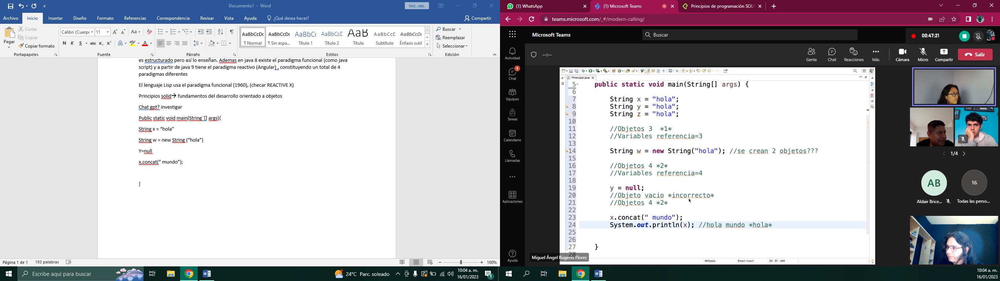 Documento1 - Word
Inic. ses.
Archivo Inicio Insertar Diseño Formato Referencias Correspondencia Revisar Vista Ayuda ¿Qué desea hacer? Compartir
Pegar
Cortar
Copiar
Copiar formato
Portapapeles
Calibri (Cuerpo 11
N K S abc x₂ x²
Fuente
Párrafo
AaBbCcDc AaBbCcDc AaBbCc AaBbCcC AaB AaBbCcD AaBbCcDc
¶ Normal ¶ Sin espa... Título 1 Título 2 Título Subtítulo Énfasis sutil
Estilos
Buscar
Reemplazar
Seleccionar
Edición
es estructurado pero así lo enseñan. Ademas en java 8 existe el paradigma funcional (como java
script) y a partir de java 9 tiene el paradigma reactivo (Angular) , constituyendo un total de 4
paradigmas diferentes
El lenguaje Lisp usa el paradigma funcional (1960), (checar REACTIVE X)
Principios solid→ fundamentos del desarrollo orientado a objetos
Chat gpt? investigar
Public static void main(String¨[] args){
String x = “hola”
String w = new String (“hola”)
Y=null
x.concat(“ mundo”);
}
Página 1 de 1 193 palabras
100%
Escribe aquí para buscar
24°C Parc. soleado
10:04 a. m.
16/01/2023
3
(1) WhatsApp
(1) Microsoft Teams
Principios de programación SOLI
teams.microsoft.com/_#/modern-calling/
Microsoft Teams
Buscar
00:47:21
Actividad
Chat
1
Equipos
Tareas
Calendario
Llamadas
Aplicaciones
Ayuda
--:--
Gente Chat Reacciones Más Cámara Micro Compartir Salir
*Principal.java
5 public static void main(String[] args) {
6
7 String x = "hola";
8 String y = "hola";
9 String z = "hola";
10
11 //Objetos 3 *1*
12 //Variables referencia=3
13
14 String w = new String("hola"); //se crean 2 objetos???
15
16 //Objetos 4 *2*
17 //Variables referencia=4
18
19 y = null;
20 //Objeto vacio *incorrecto*
21 //Objetos 4 *2*
22
23 x.concat(" mundo");
24 System.out.println(x); //hola mundo *hola*
25
26
27 }
28
Miguel Ángel Rugerio Flores
Writable Smart Insert 24 : 51 : 441
1/4
AB
Aldair Brice...
16
Todas las perso...
10:04 a. m.
16/01/2023